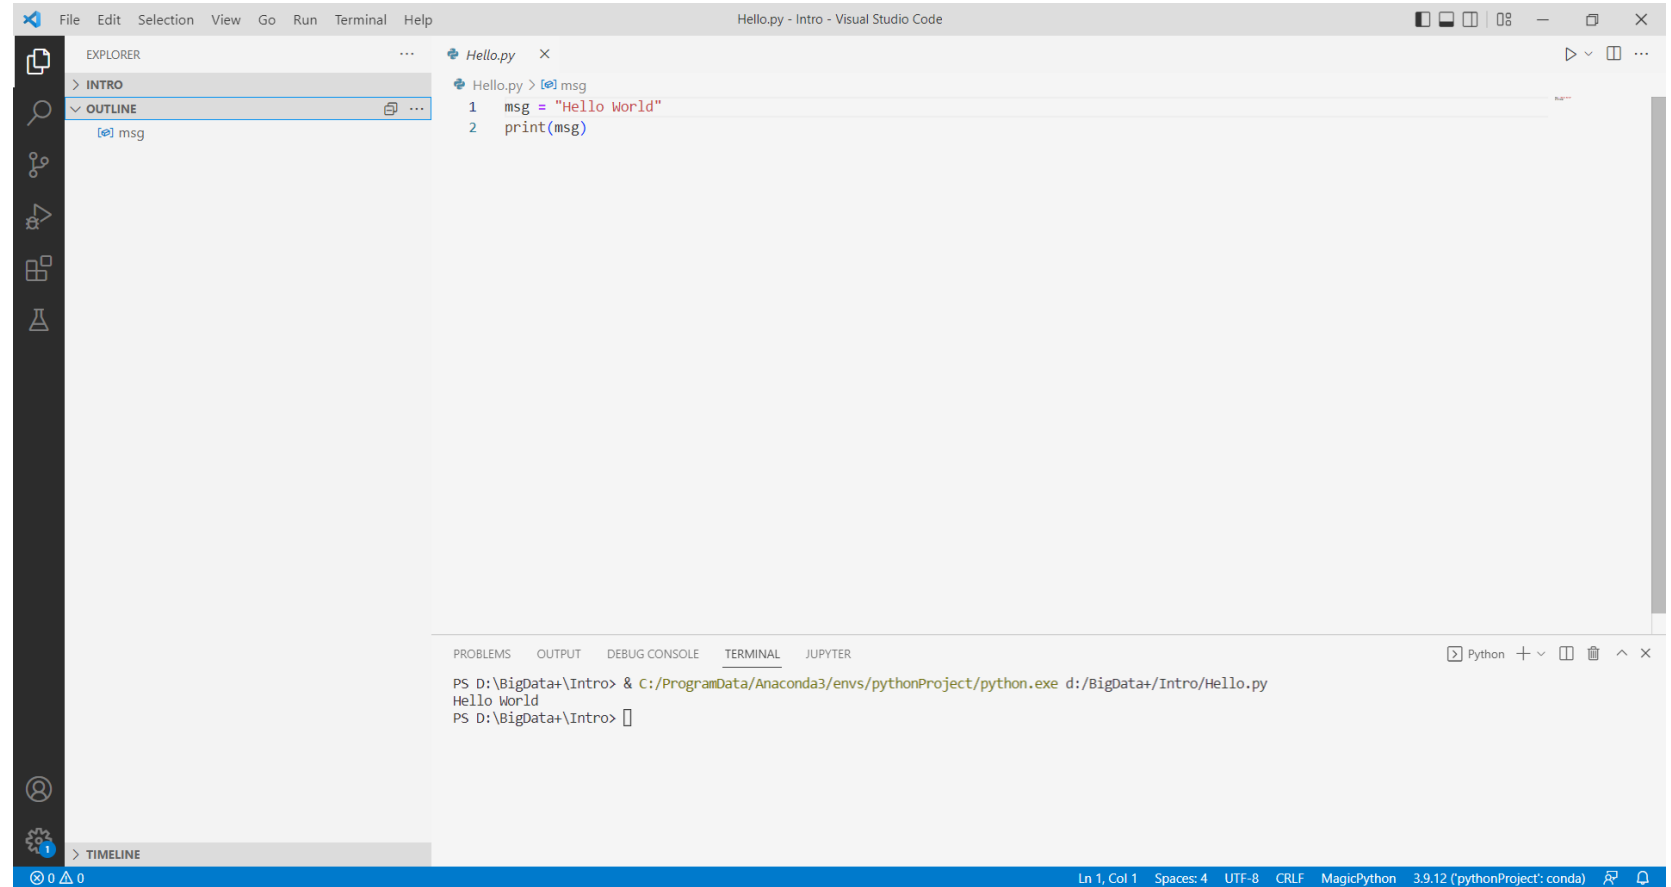 File Edit Selection View Go Run Terminal Help
Hello.py - Intro - Visual Studio Code
EXPLORER
INTRO
OUTLINE
msg
TIMELINE
Hello.py
Hello.py > msg
1 msg = "Hello World"
2 print(msg)
PROBLEMS OUTPUT DEBUG CONSOLE TERMINAL JUPYTER
Python
PS D:\BigData+\Intro> & C:/ProgramData/Anaconda3/envs/pythonProject/python.exe d:/BigData+/Intro/Hello.py
Hello World
PS D:\BigData+\Intro>
1
0 0
Ln 1, Col 1 Spaces: 4 UTF-8 CRLF MagicPython 3.9.12 ('pythonProject': conda)